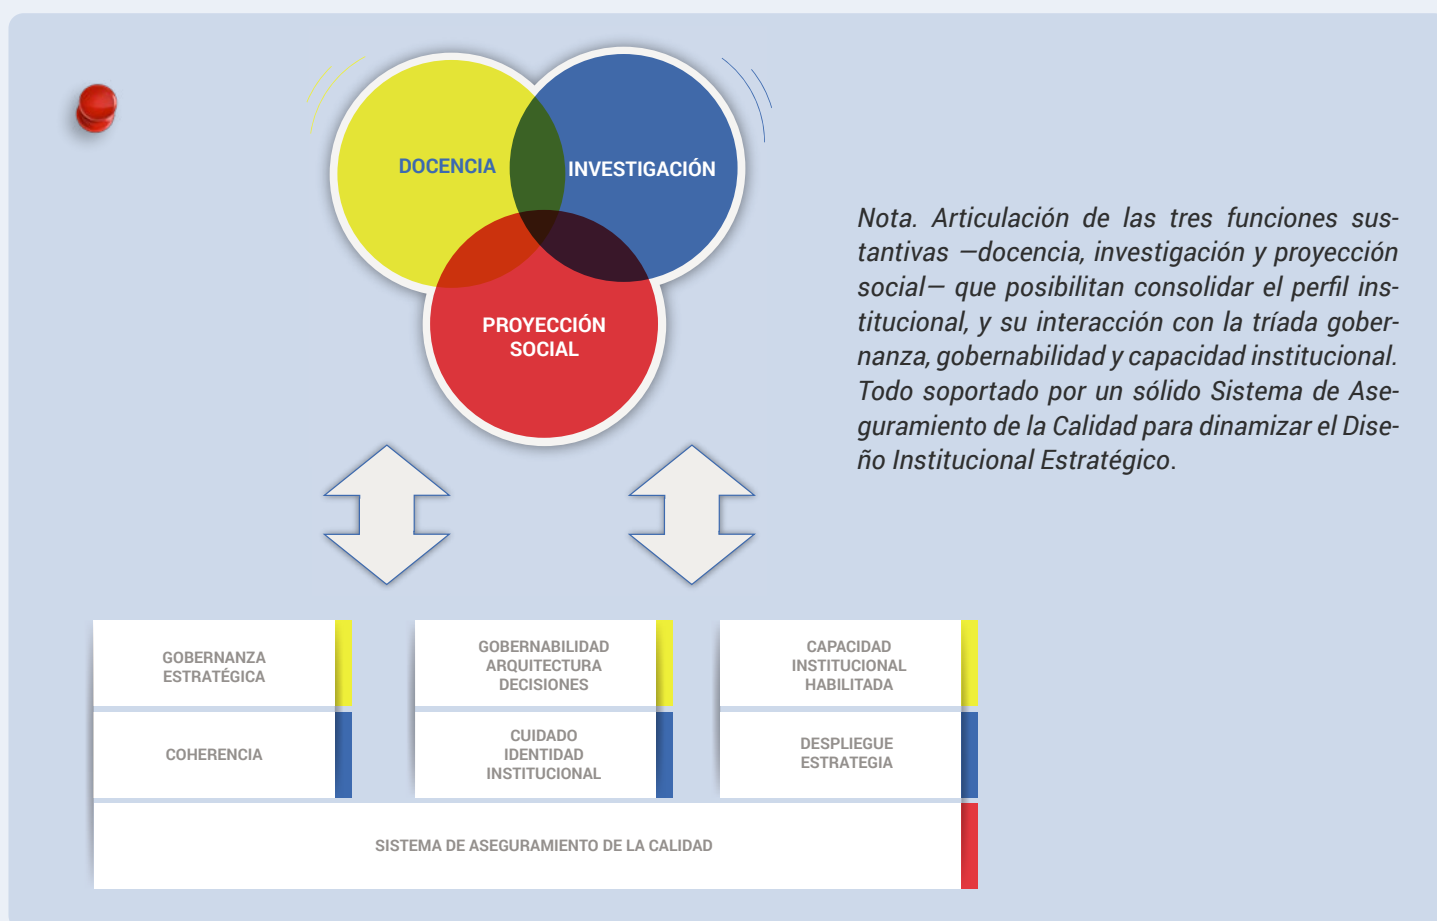 DOCENCIA
INVESTIGACIÓN
PROYECCIÓN
SOCIAL
Nota. Articulación de las tres funciones sus-
tantivas —docencia, investigación y proyección
social— que posibilitan consolidar el perfil ins-
titucional, y su interacción con la tríada gober-
nanza, gobernabilidad y capacidad institucional.
Todo soportado por un sólido Sistema de Ase-
guramiento de la Calidad para dinamizar el Dise-
ño Institucional Estratégico.
GOBERNANZA
ESTRATÉGICA
GOBERNABILIDAD
ARQUITECTURA
DECISIONES
CAPACIDAD
INSTITUCIONAL
HABILITADA
COHERENCIA
CUIDADO
IDENTIDAD
INSTITUCIONAL
DESPLIEGUE
ESTRATEGIA
SISTEMA DE ASEGURAMIENTO DE LA CALIDAD